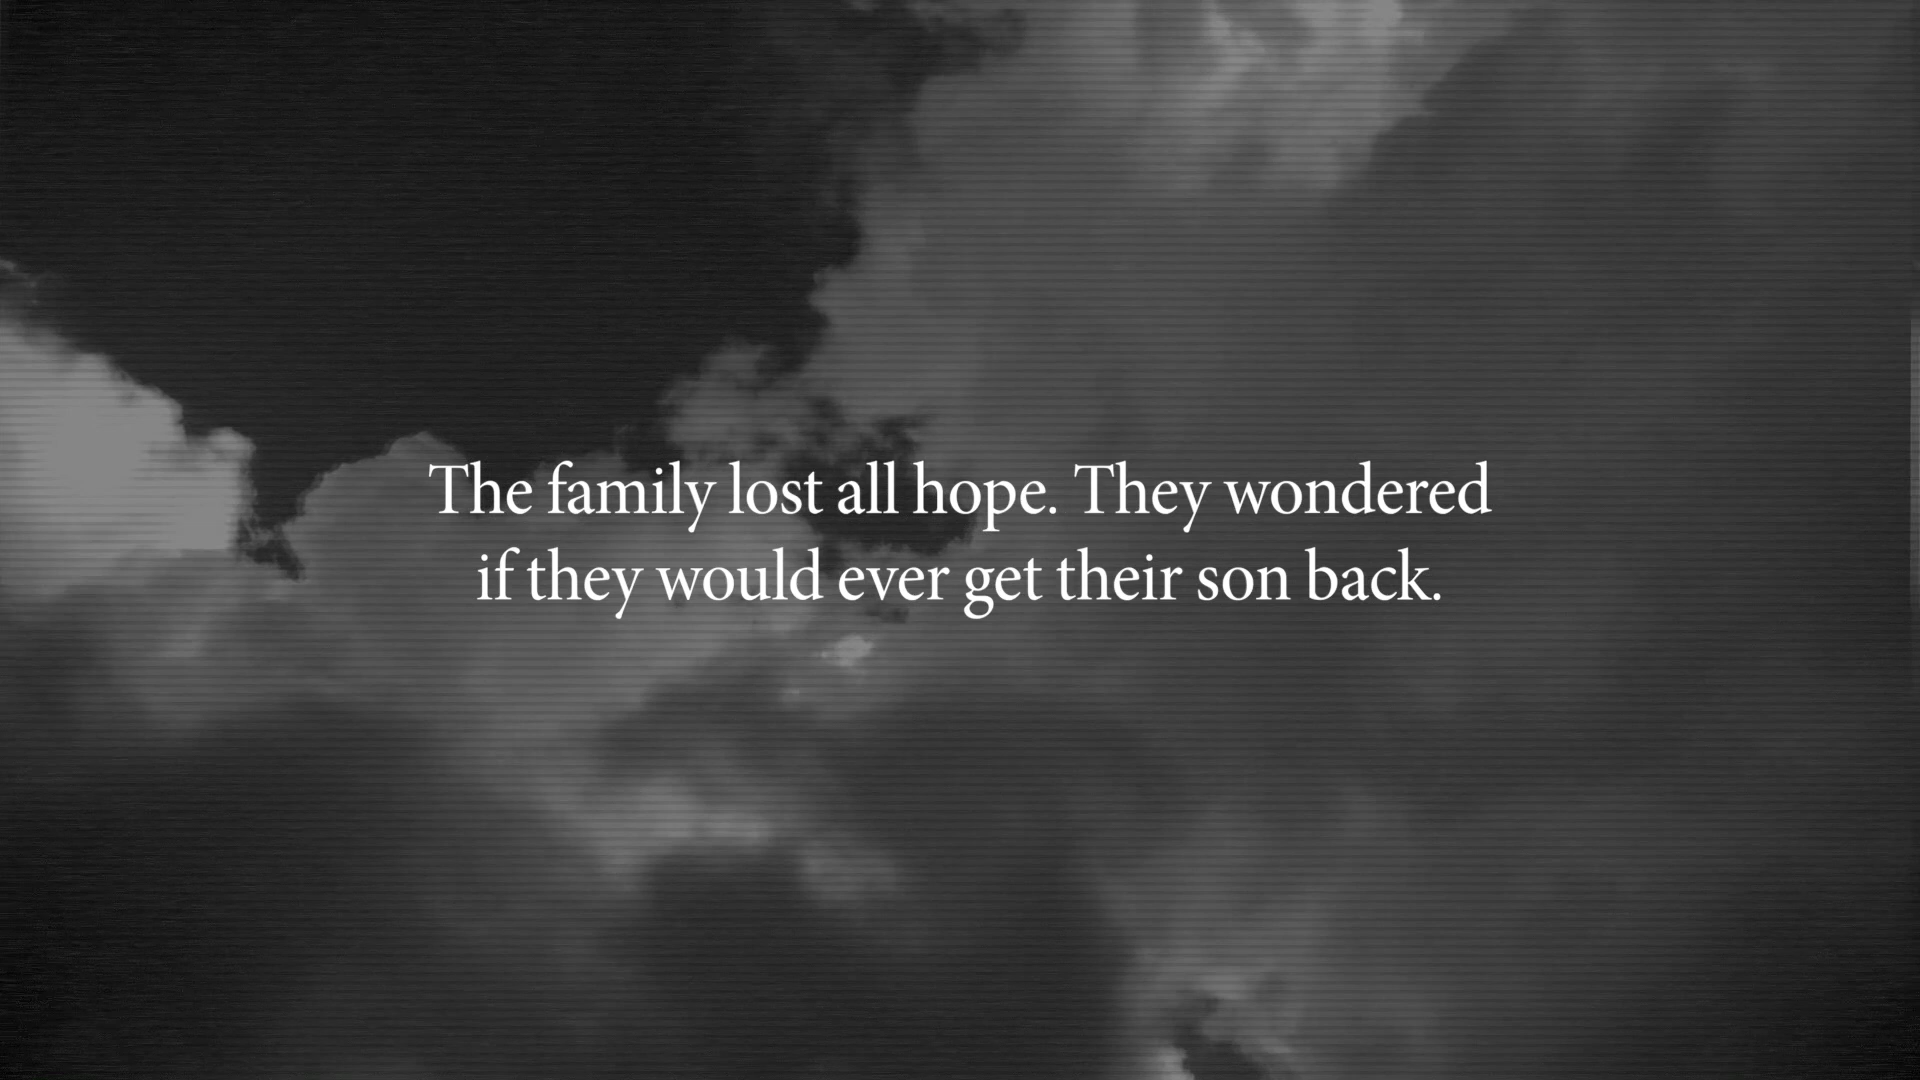 The family lost all hope. They wondered
if they would ever get their son back.